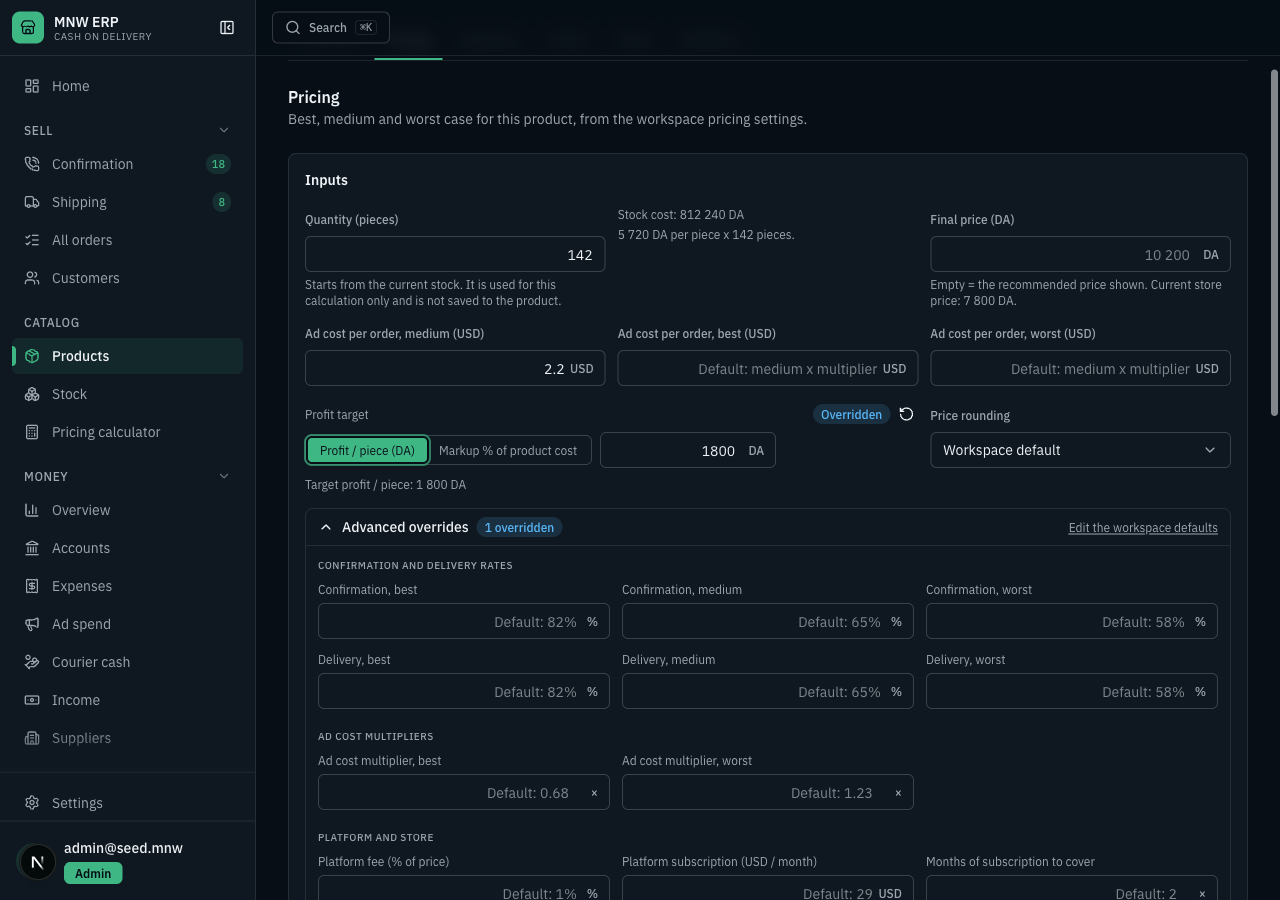 MNW ERP
CASH ON DELIVERY
Search ⌘K
Home
SELL
Confirmation 18
Shipping 8
All orders
Customers
CATALOG
Products
Stock
Pricing calculator
MONEY
Overview
Accounts
Expenses
Ad spend
Courier cash
Income
Suppliers
Settings
N
admin@seed.mnw
Admin
Pricing
Best, medium and worst case for this product, from the workspace pricing settings.
Inputs
Quantity (pieces)
142
Starts from the current stock. It is used for this
calculation only and is not saved to the product.
Stock cost: 812 240 DA
5 720 DA per piece x 142 pieces.
Final price (DA)
10 200 DA
Empty = the recommended price shown. Current store
price: 7 800 DA.
Ad cost per order, medium (USD)
2.2 USD
Ad cost per order, best (USD)
Default: medium x multiplier USD
Ad cost per order, worst (USD)
Default: medium x multiplier USD
Profit target
Overridden
Profit / piece (DA)
Markup % of product cost
1800 DA
Target profit / piece: 1 800 DA
Price rounding
Workspace default
Advanced overrides
1 overridden
Edit the workspace defaults
CONFIRMATION AND DELIVERY RATES
Confirmation, best
Default: 82% %
Confirmation, medium
Default: 65% %
Confirmation, worst
Default: 58% %
Delivery, best
Default: 82% %
Delivery, medium
Default: 65% %
Delivery, worst
Default: 58% %
AD COST MULTIPLIERS
Ad cost multiplier, best
Default: 0.68 ×
Ad cost multiplier, worst
Default: 1.23 ×
PLATFORM AND STORE
Platform fee (% of price)
Default: 1% %
Platform subscription (USD / month)
Default: 29 USD
Months of subscription to cover
Default: 2 ×